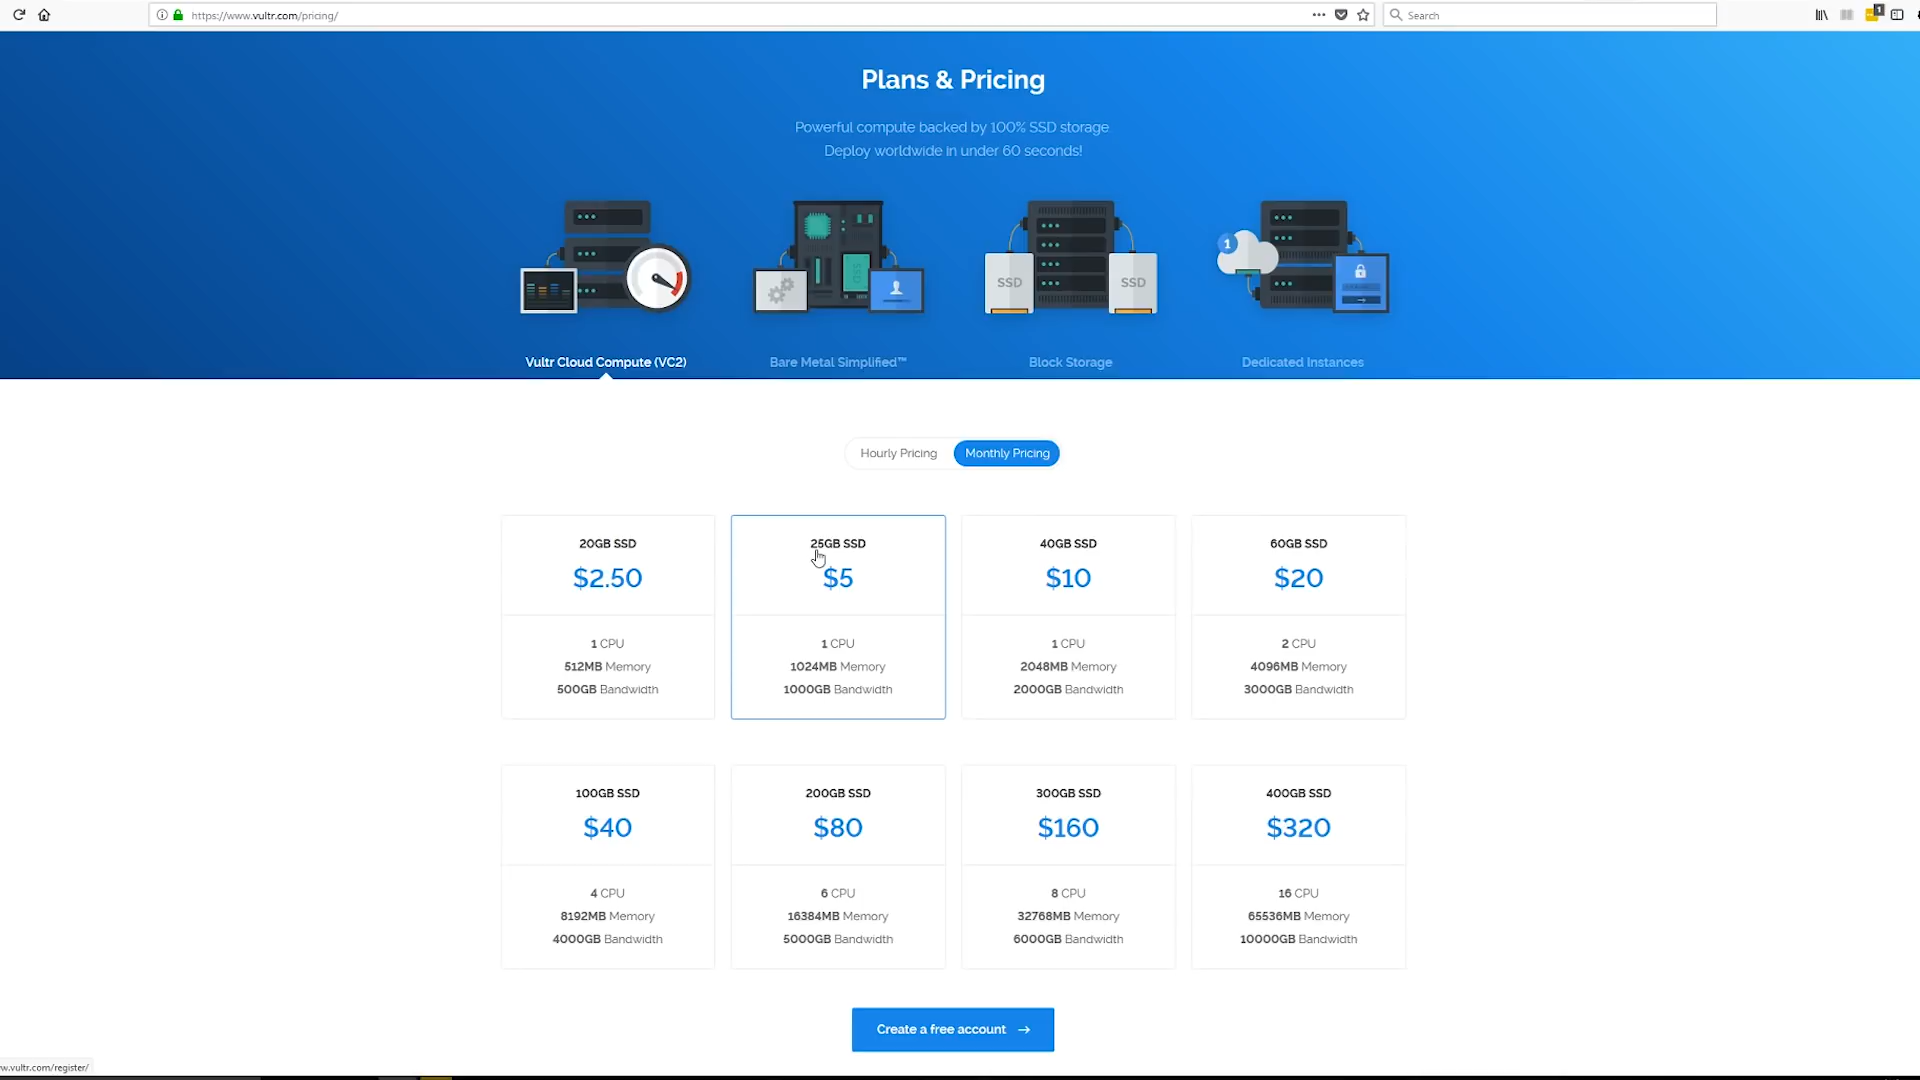 https://www.vultr.com/pricing/
Search
1
Plans & Pricing
Powerful compute backed by 100% SSD storage
Deploy worldwide in under 60 seconds!
SSD
SSD
SSD
1
Vultr Cloud Compute (VC2)
Bare Metal Simplified™
Block Storage
Dedicated Instances
Hourly Pricing
Monthly Pricing
20GB SSD
$2.50
1 CPU
512MB Memory
500GB Bandwidth
25GB SSD
$5
1 CPU
1024MB Memory
1000GB Bandwidth
40GB SSD
$10
1 CPU
2048MB Memory
2000GB Bandwidth
60GB SSD
$20
2 CPU
4096MB Memory
3000GB Bandwidth
100GB SSD
$40
4 CPU
8192MB Memory
4000GB Bandwidth
200GB SSD
$80
6 CPU
16384MB Memory
5000GB Bandwidth
300GB SSD
$160
8 CPU
32768MB Memory
6000GB Bandwidth
400GB SSD
$320
16 CPU
65536MB Memory
10000GB Bandwidth
Create a free account →
w.vultr.com/register/